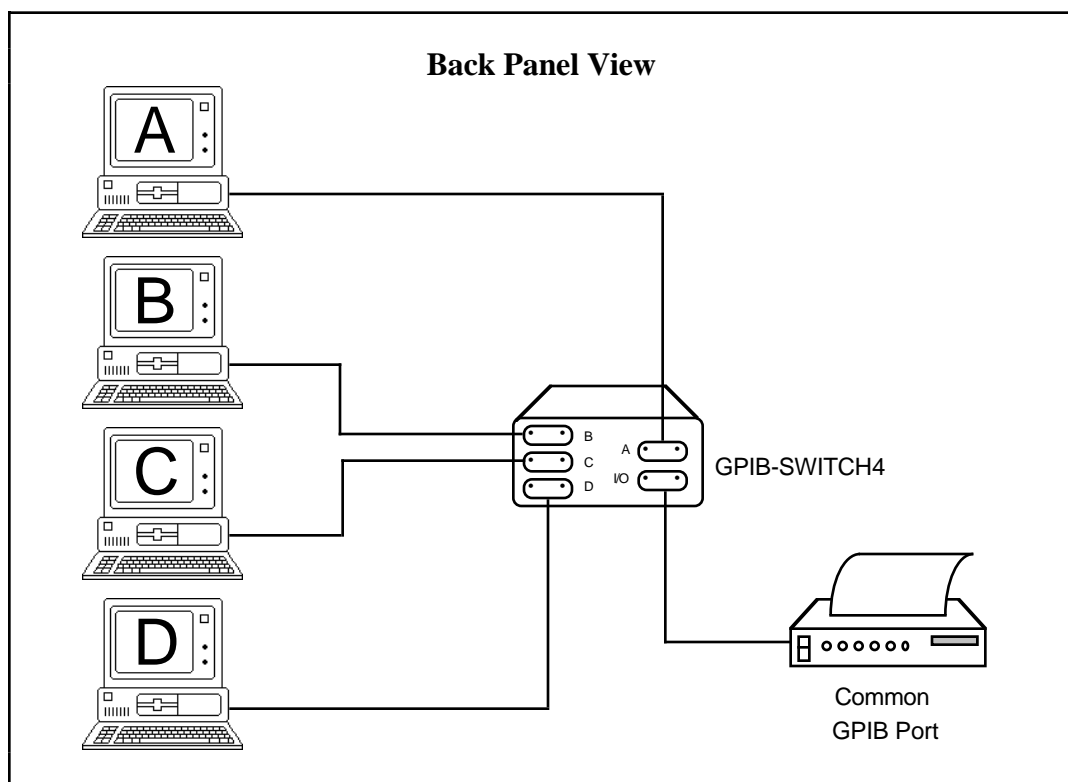 Back Panel View
A
B
C
D
B
C
D
A
I/O
GPIB-SWITCH4
Common
GPIB Port